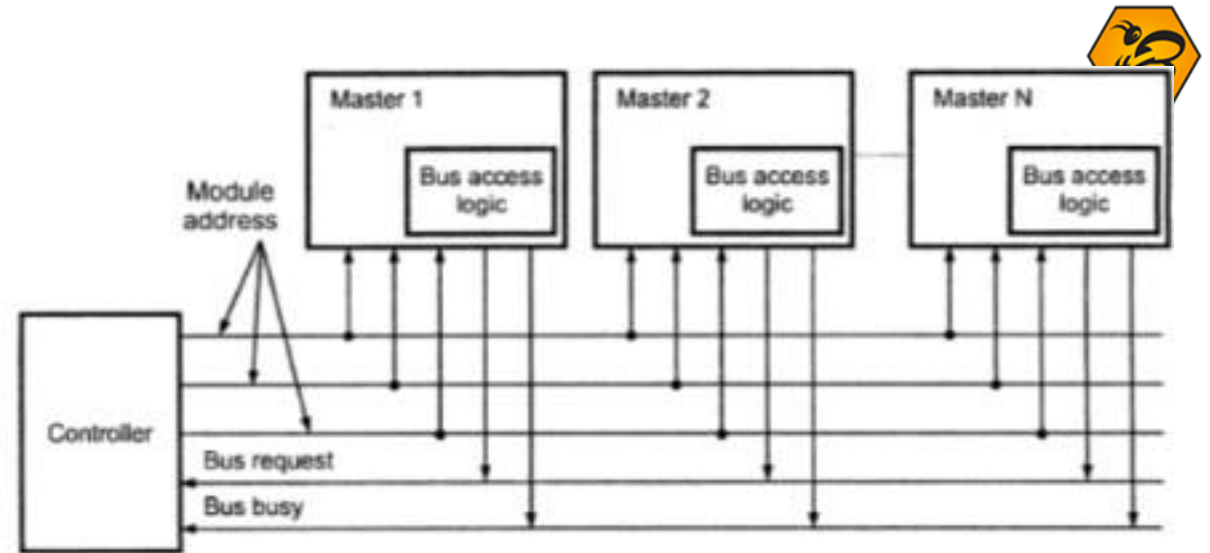 Master 1
Master 2
Master N
Bus access
logic
Bus access
logic
Bus access
logic
Module
address
Controller
Bus request
Bus busy